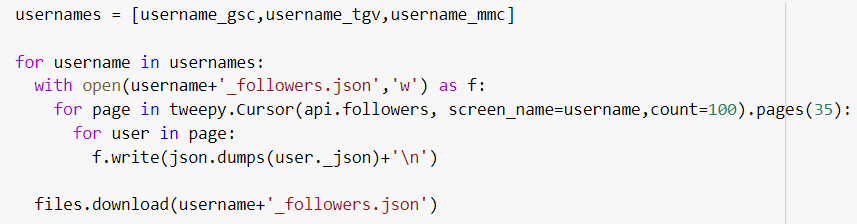 usernames = [username_gsc,username_tgv,username_mmc]
for username in usernames:
  with open(username+'_followers.json','w') as f:
    for page in tweepy.Cursor(api.followers, screen_name=username,count=100).pages(35):
      for user in page:
        f.write(json.dumps(user._json)+'\n')
  files.download(username+'_followers.json')